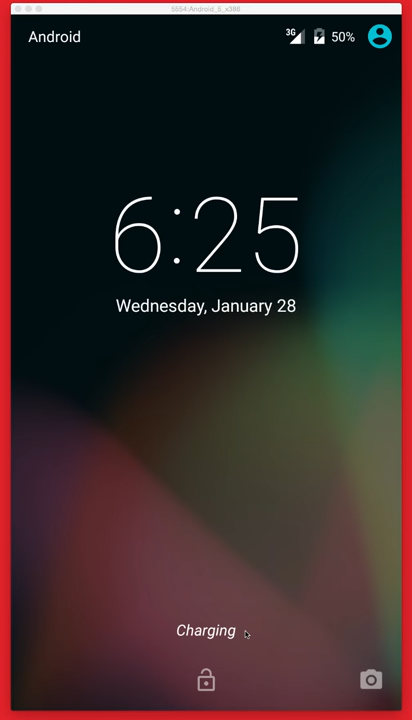 5554:Android_5_x86
Android
3G
50%
6:25
Wednesday, January 28
Charging